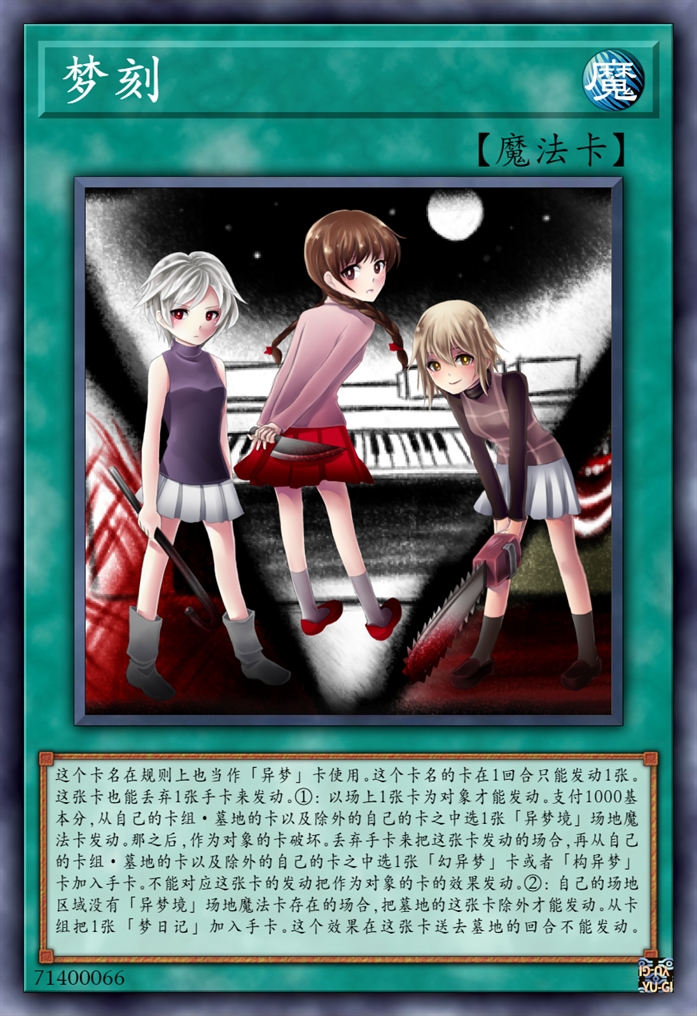 梦刻
魔
【魔法卡】
这个卡名在规则上也当作「异梦」卡使用。这个卡名的卡在1回合只能发动1张。
这张卡也能丢弃1张手卡来发动。①：以场上1张卡为对象才能发动。支付1000基
本分，从自己的卡组·墓地的卡以及除外的自己的卡之中选1张「异梦境」场地魔
法卡发动。那之后，作为对象的卡破坏。丢弃手卡来把这张卡发动的场合，再从自己
的卡组·墓地的卡以及除外的自己的卡之中选1张「幻异梦」卡或者「构异梦」
卡加入手卡。不能对应这张卡的发动把作为对象的卡的效果发动。②：自己的场地
区域没有「异梦境」场地魔法卡存在的场合，把墓地的这张卡除外才能发动。从卡
组把1张「梦日记」加入手卡。这个效果在这张卡送去墓地的回合不能发动。
71400066
YU-GI